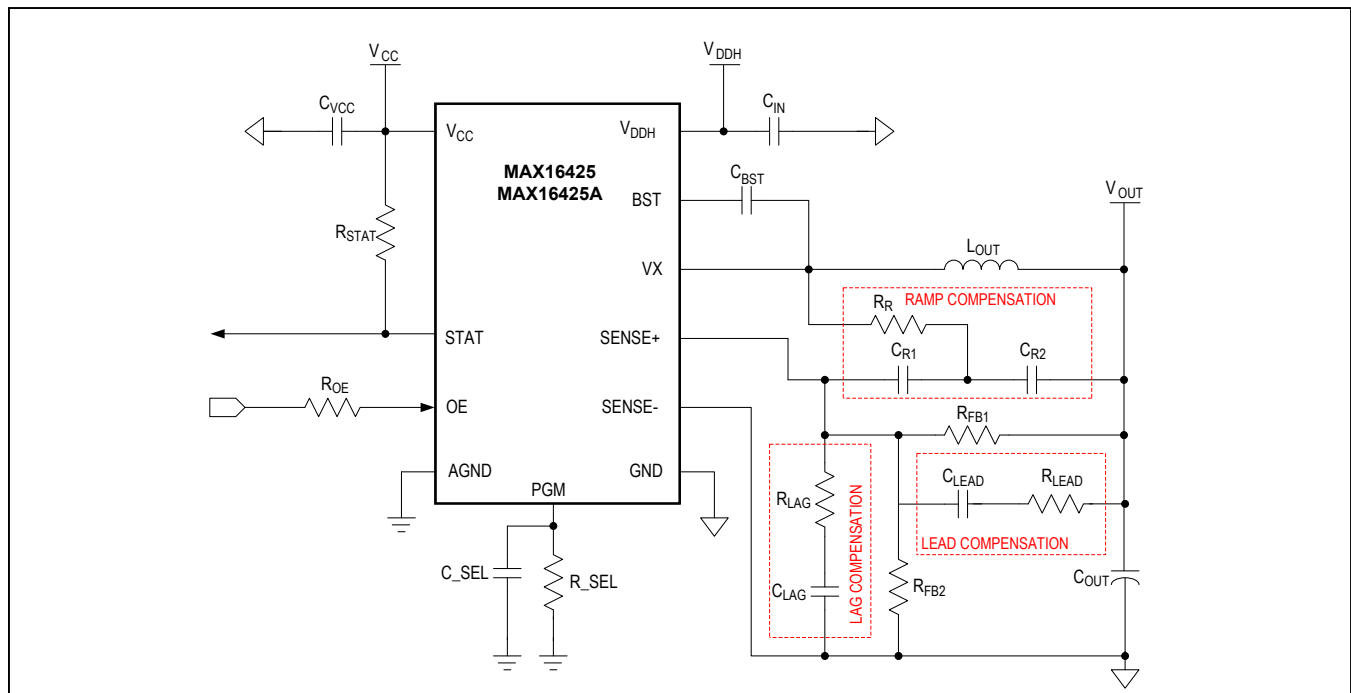 VCC
VDDH
CVCC
CIN
VCC
VDDH
MAX16425
MAX16425A
CBST
BST
VOUT
RSTAT
LOUT
VX
RAMP COMPENSATION
RR
STAT
SENSE+
CR1
CR2
ROE
OE
SENSE-
RFB1
AGND
GND
CLEAD
RLEAD
PGM
RLAG
LAG COMPENSATION
LEAD COMPENSATION
C_SEL
R_SEL
CLAG
RFB2
COUT